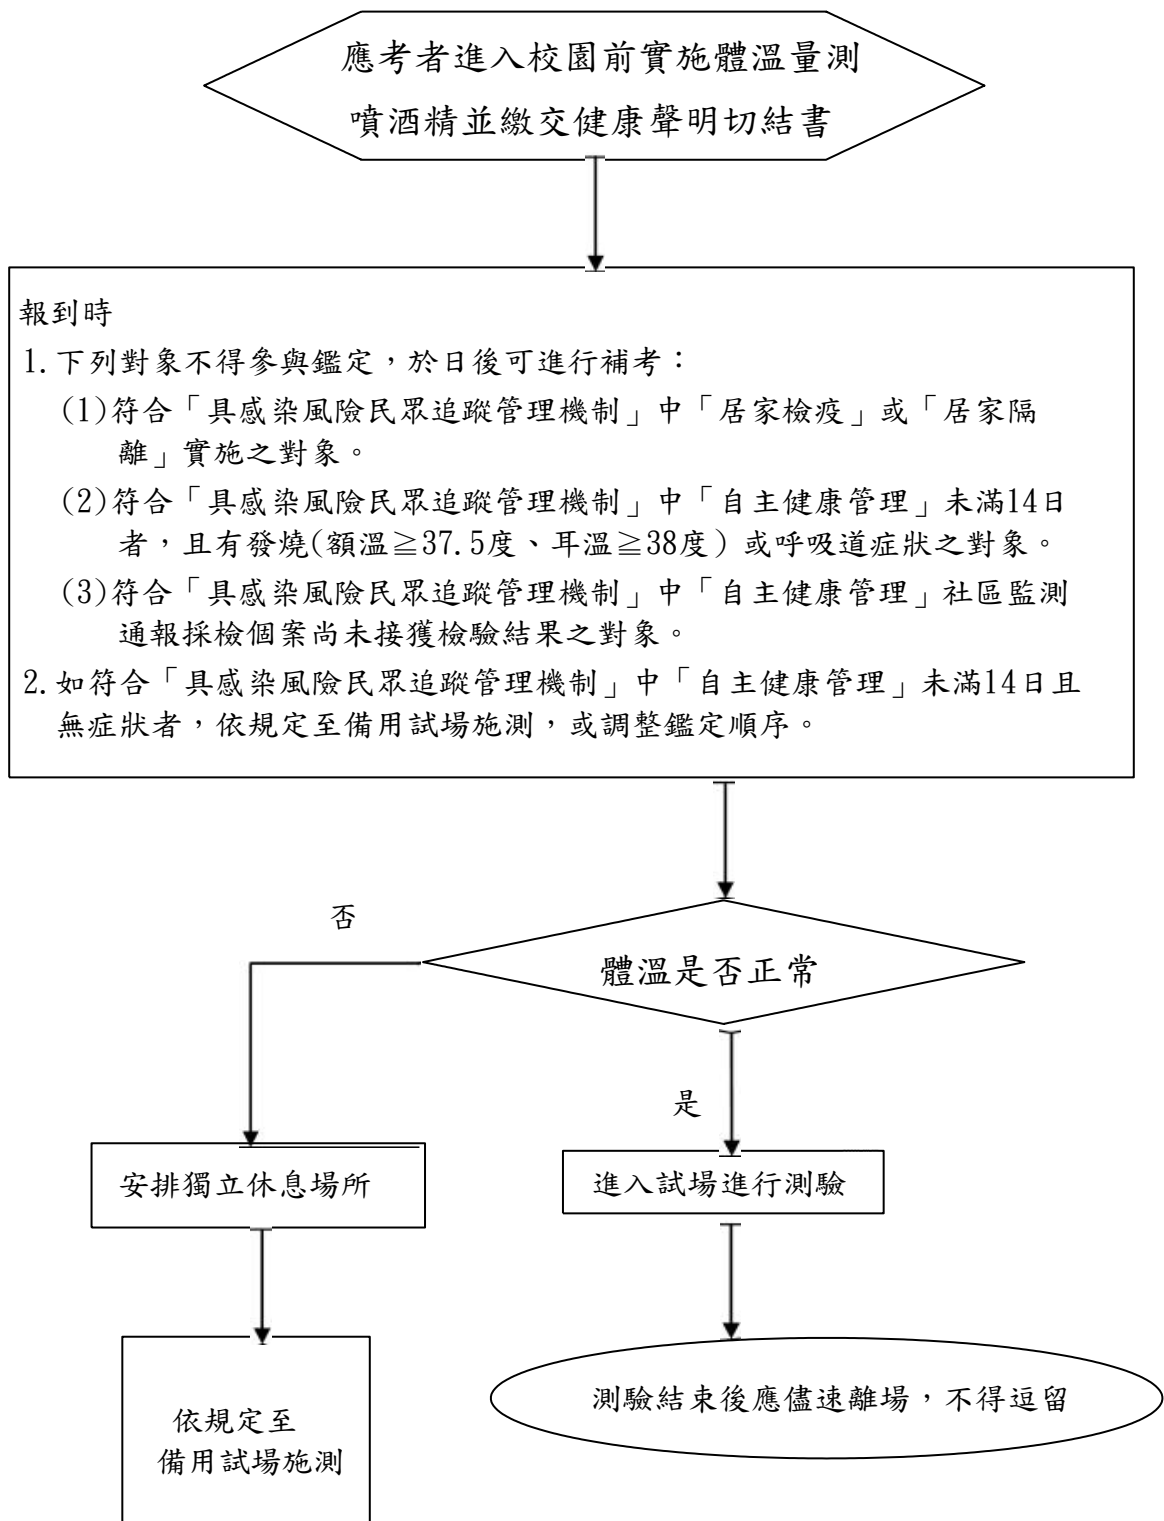 應考者進入校園前實施體溫量測
噴酒精並繳交健康聲明切結書
報到時
1.下列對象不得參與鑑定，於日後可進行補考：
(1)符合「具感染風險民眾追蹤管理機制」中「居家檢疫」或「居家隔
離」實施之對象。
(2)符合「具感染風險民眾追蹤管理機制」中「自主健康管理」未滿14日
者，且有發燒(額溫≧37.5度、耳溫≧38度) 或呼吸道症狀之對象。
(3)符合「具感染風險民眾追蹤管理機制」中「自主健康管理」社區監測
通報採檢個案尚未接獲檢驗結果之對象。
2.如符合「具感染風險民眾追蹤管理機制」中「自主健康管理」未滿14日且
無症狀者，依規定至備用試場施測，或調整鑑定順序。
否
體溫是否正常
是
安排獨立休息場所
進入試場進行測驗
測驗結束後應儘速離場，不得逗留
依規定至
備用試場施測